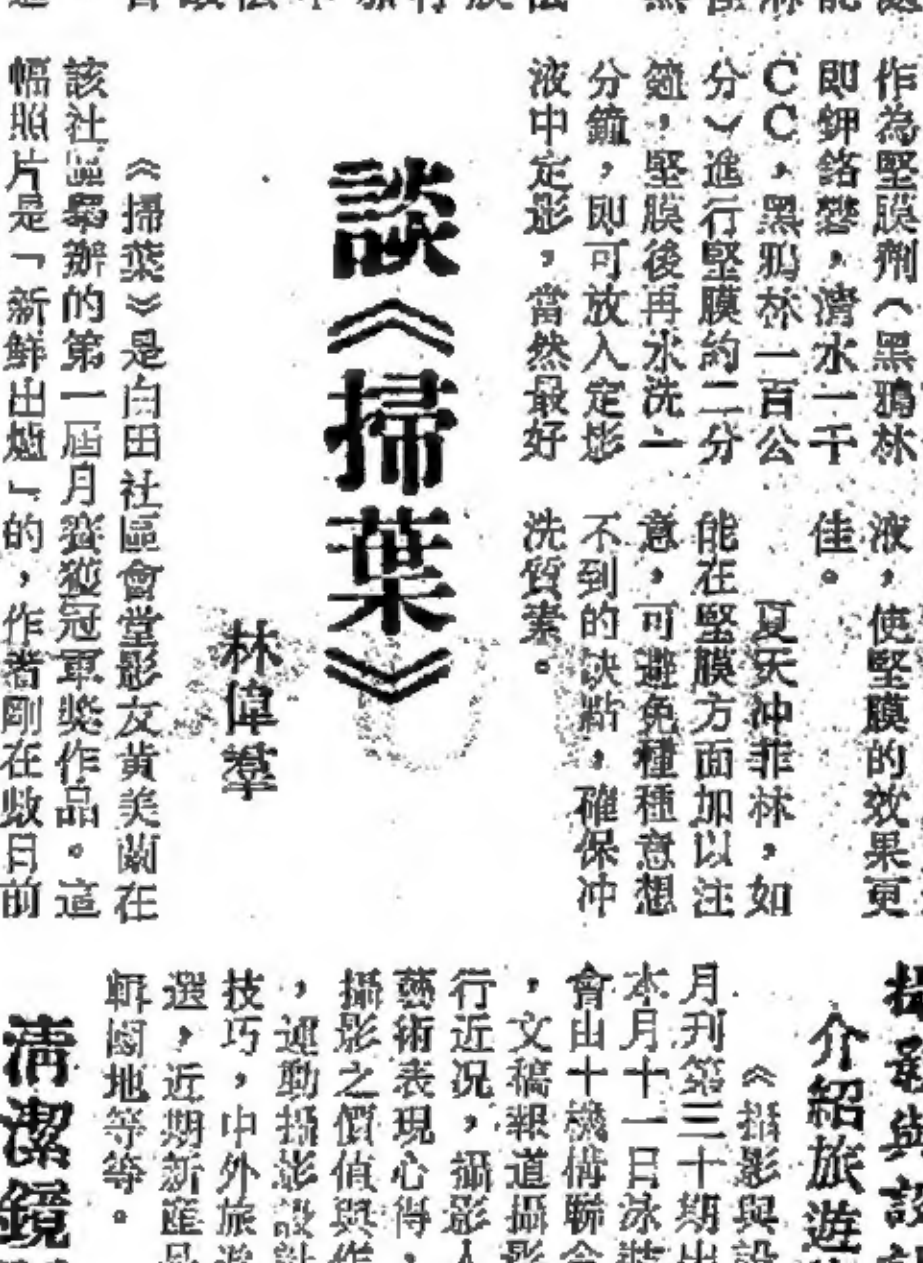 作為堅膜劑（黑鴉林
即鉀鉻礬，清水一千
ＣＣ，黑鴉林一百公
分）進行堅膜約二分
鐘，堅膜後再水洗一
分鐘，即可放入定影
液中定影。當然最好
液，使堅膜的效果更
佳。
夏天沖菲林，如
能在堅膜方面加以注
意，可避免種種意想
不到的缺點，確保沖
洗質素。
談《掃葉》
林偉羣
《掃葉》是白田社區會堂影友黃美蘭在
該社區舉辦的第一屆月賽從冠軍奬作品。這
幅照片是「新鮮出爐」的，作者剛在數日前
介紹旅遊
《攝影與設
月刊第三十期出
本月十一日泳裝
會由十機構聯合
，文稿報道攝影
行近況，攝影人
藝術表現心得，
攝影之價值與作
，運動攝影設計
技巧，中外旅遊
選，近期新產品
地等等。
清潔鏡